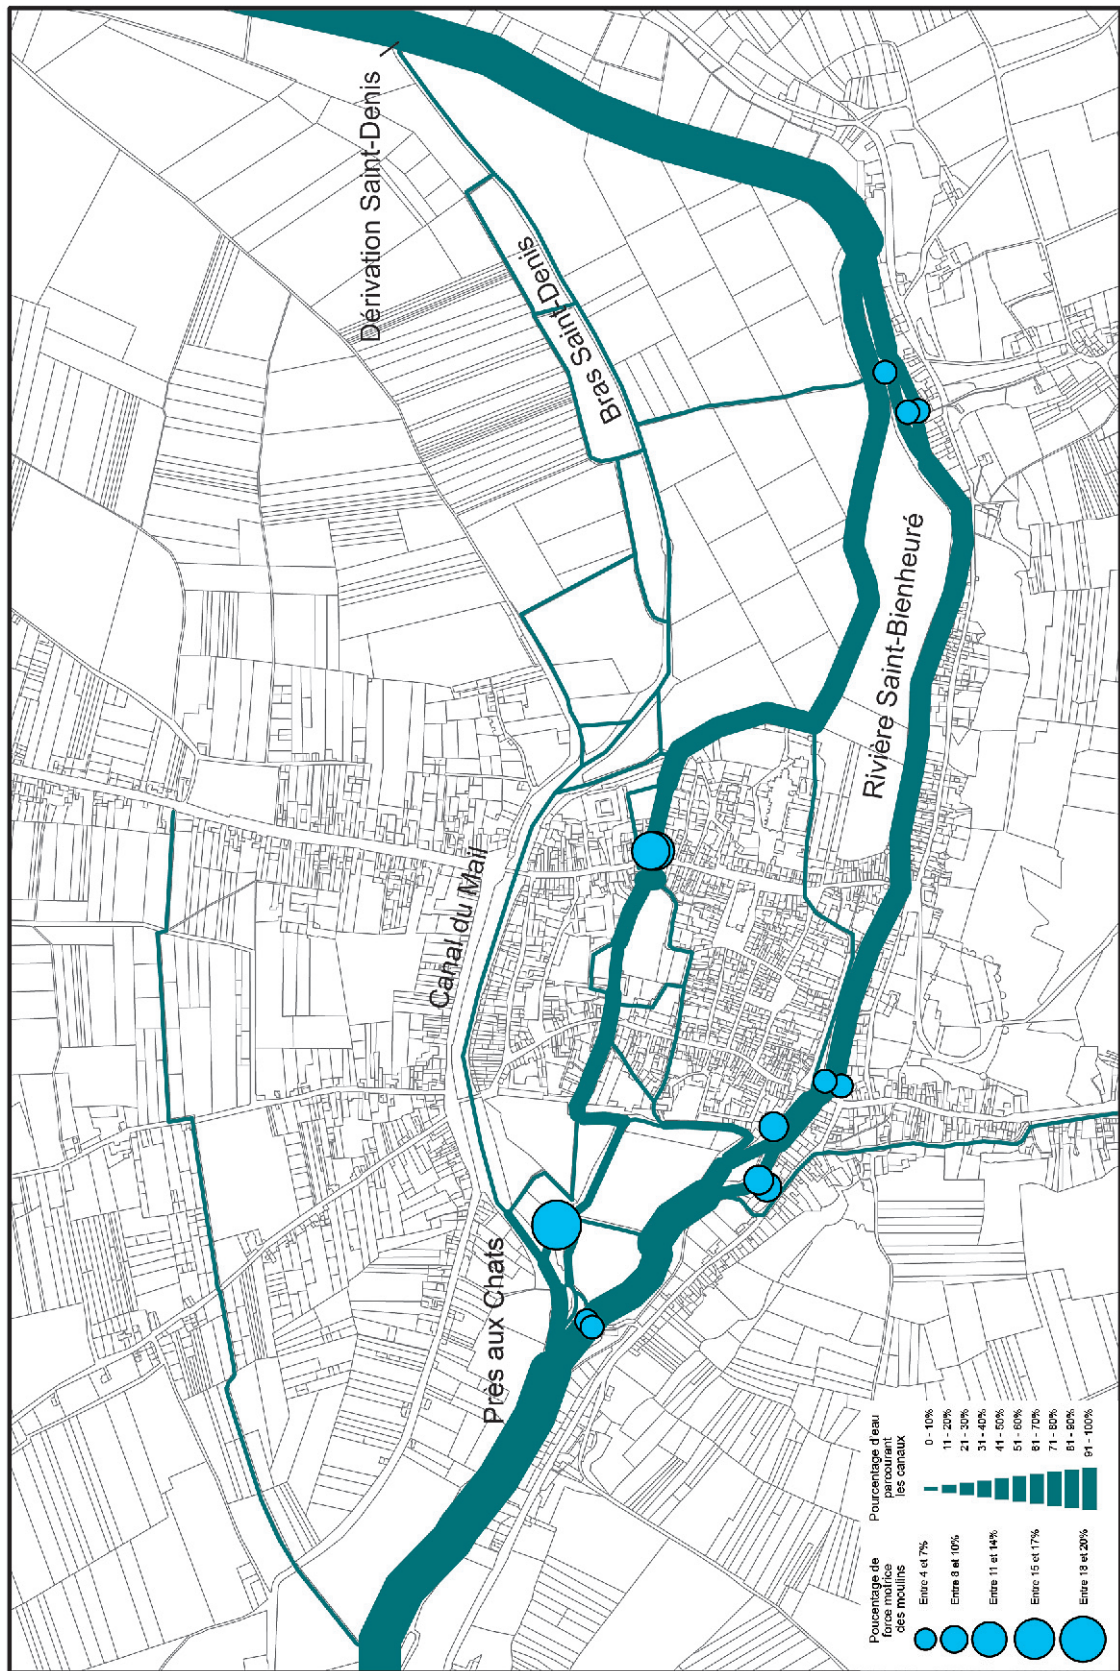 Dérivation Saint-Denis
Bras Saint-Denis
Canal du Mail
Rivière Saint-Bienheuré
Près aux Chats
Poucentage de
force motrice
des moulins
Entre 4 et 7%
Entre 8 et 10%
Entre 11 et 14%
Entre 15 et 17%
Entre 18 et 20%
Pourcentage d'eau
parcourant
les canaux
0 - 10%
11 - 20%
21 - 30%
31 - 40%
41 - 50%
51 - 60%
61 - 70%
71 - 80%
81 - 90%
91 - 100%